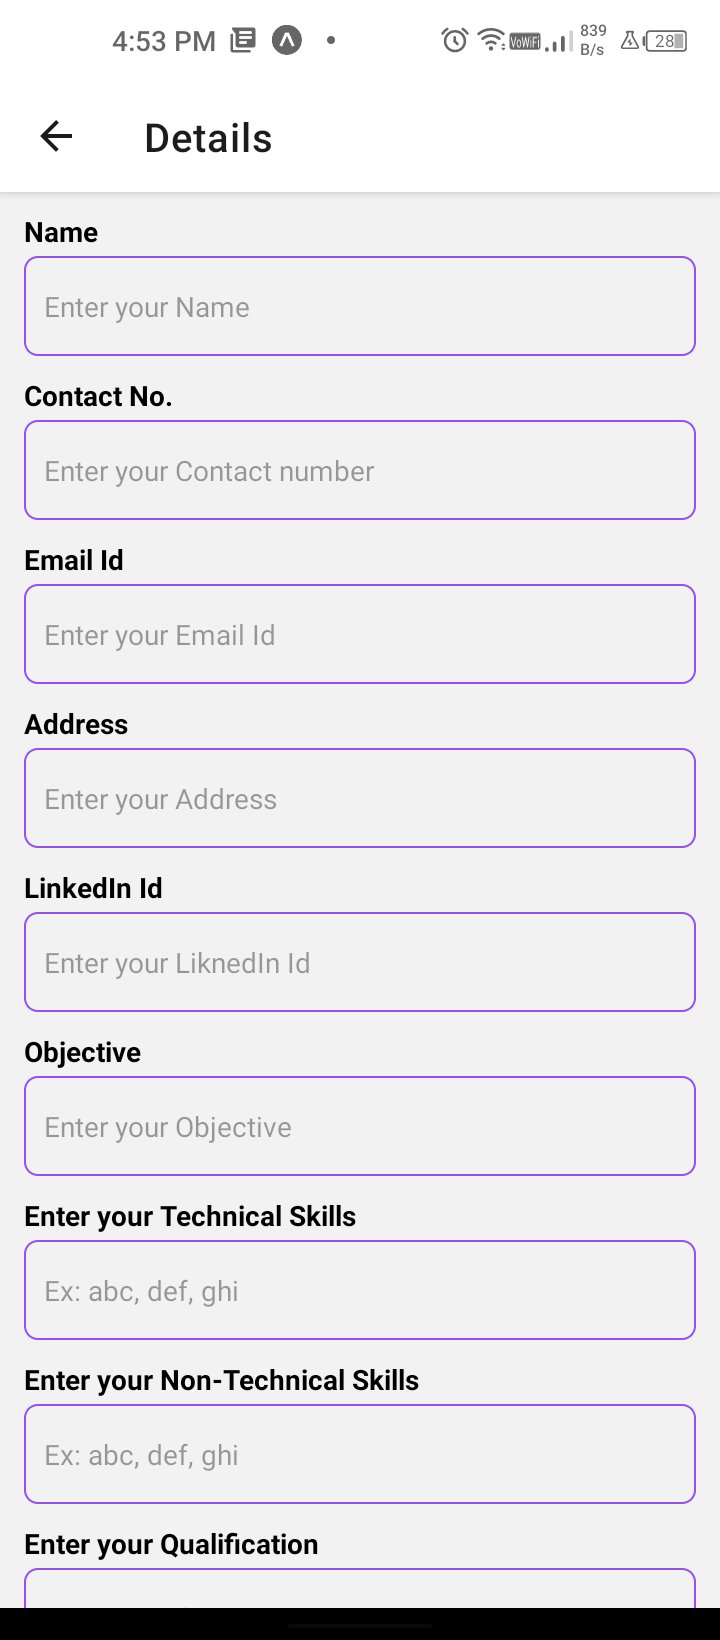 4:53 PM
VoWiFi
839
B/s
28
Details
Name
Enter your Name
Contact No.
Enter your Contact number
Email Id
Enter your Email Id
Address
Enter your Address
LinkedIn Id
Enter your LiknedIn Id
Objective
Enter your Objective
Enter your Technical Skills
Ex: abc, def, ghi
Enter your Non-Technical Skills
Ex: abc, def, ghi
Enter your Qualification